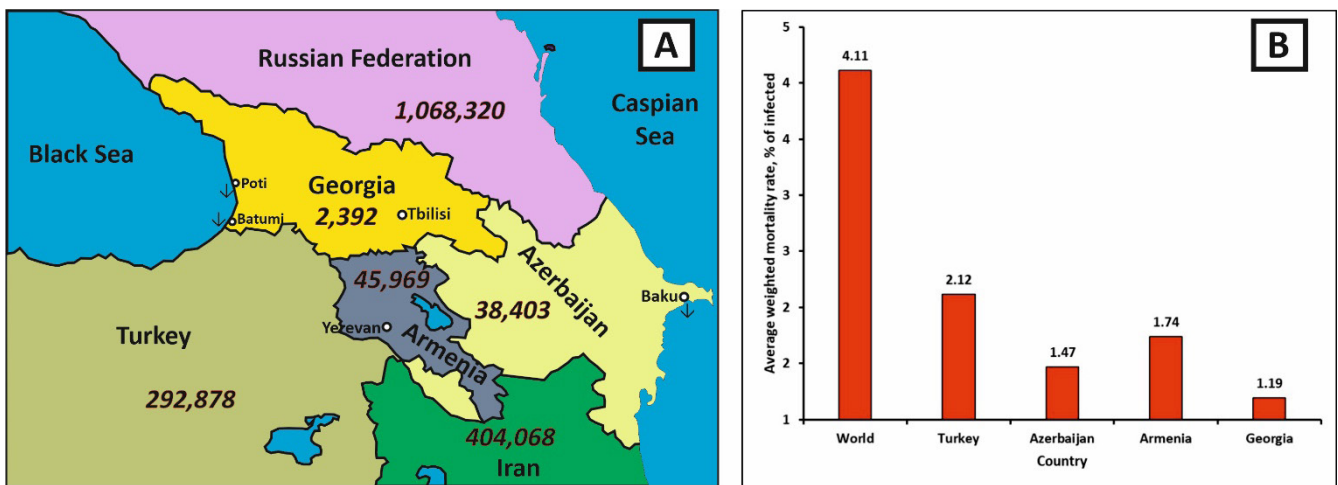 A
Russian Federation
1,068,320
Caspian
Sea
Black Sea
Poti
Georgia
2,392
Tbilisi
Batumi
Azerbaijan
45,969
38,403
Baku
Yerevan
Armenia
Turkey
292,878
404,068
Iran
B
Average weighted mortality rate, % of infected
5
4
4
3
3
2
2
1
4.11
2.12
1.47
1.74
1.19
World
Turkey
Azerbaijan
Armenia
Georgia
Country